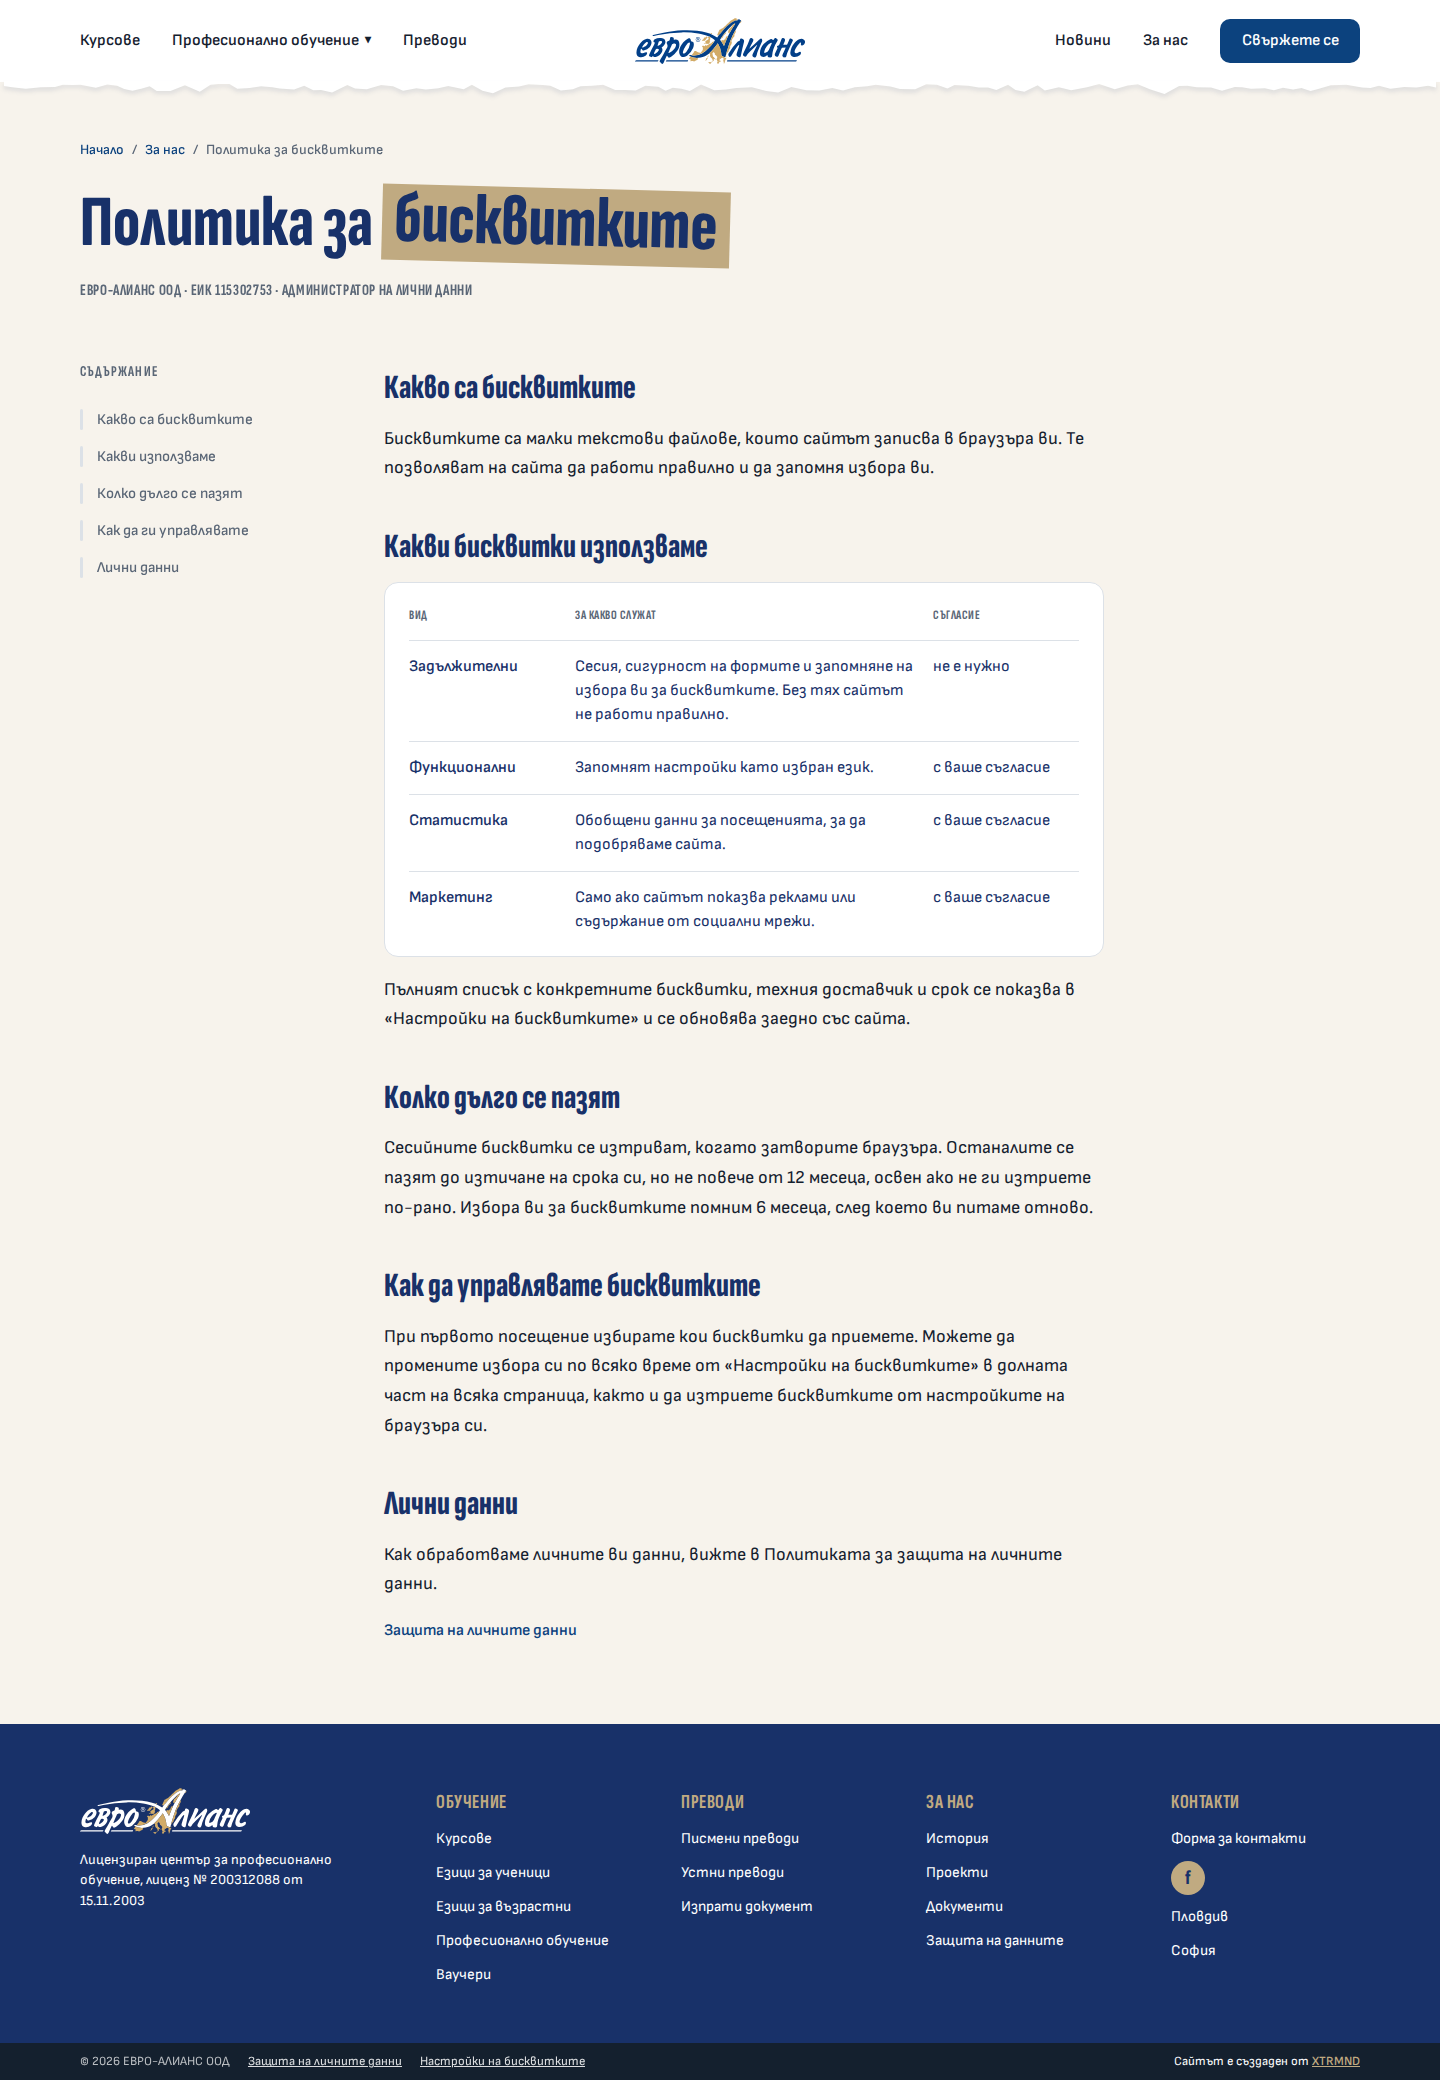 Курсове
Професионално обучение ▾
Преводи
евроАлианс ®
Новини
За нас
Свържете се
Начало / За нас / Политика за бисквитките
Политика за бисквитките
ЕВРО-АЛИАНС ООД · ЕИК 115302753 · АДМИНИСТРАТОР НА ЛИЧНИ ДАННИ
СЪДЪРЖАНИЕ
Какво са бисквитките
Какви използваме
Колко дълго се пазят
Как да ги управлявате
Лични данни
Какво са бисквитките
Бисквитките са малки текстови файлове, които сайтът записва в браузъра ви. Те
позволяват на сайта да работи правилно и да запомня избора ви.
Какви бисквитки използваме
ВИД ЗА КАКВО СЛУЖАТ СЪГЛАСИЕ
Задължителни Сесия, сигурност на формите и запомняне на не е нужно
избора ви за бисквитките. Без тях сайтът
не работи правилно.
Функционални Запомнят настройки като избран език. с ваше съгласие
Статистика Обобщени данни за посещенията, за да с ваше съгласие
подобряваме сайта.
Маркетинг Само ако сайтът показва реклами или с ваше съгласие
съдържание от социални мрежи.
Пълният списък с конкретните бисквитки, техния доставчик и срок се показва в
«Настройки на бисквитките» и се обновява заедно със сайта.
Колко дълго се пазят
Сесийните бисквитки се изтриват, когато затворите браузъра. Останалите се
пазят до изтичане на срока си, но не повече от 12 месеца, освен ако не ги изтриете
по-рано. Избора ви за бисквитките помним 6 месеца, след което ви питаме отново.
Как да управлявате бисквитките
При първото посещение избирате кои бисквитки да приемете. Можете да
промените избора си по всяко време от «Настройки на бисквитките» в долната
част на всяка страница, както и да изтриете бисквитките от настройките на
браузъра си.
Лични данни
Как обработваме личните ви данни, вижте в Политиката за защита на личните
данни.
Защита на личните данни
евроАлианс ®
Лицензиран център за професионално
обучение, лиценз № 200312088 от
15.11.2003
ОБУЧЕНИЕ
Курсове
Езици за ученици
Езици за възрастни
Професионално обучение
Ваучери
ПРЕВОДИ
Писмени преводи
Устни преводи
Изпрати документ
ЗА НАС
История
Проекти
Документи
Защита на данните
КОНТАКТИ
Форма за контакти
f
Пловдив
София
© 2026 ЕВРО-АЛИАНС ООД Защита на личните данни Настройки на бисквитките
Сайтът е създаден от XTRMND